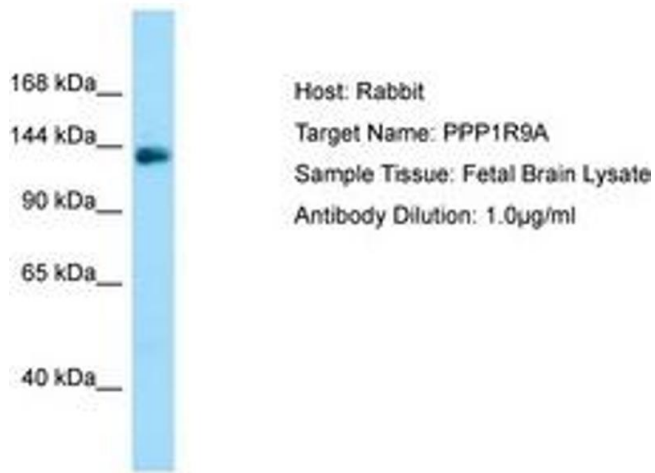 168 kDa
Host: Rabbit
144 kDa
Target Name: PPP1R9A
Sample Tissue: Fetal Brain Lysate
90 kDa
Antibody Dilution: 1.0µg/ml
65 kDa
40 kDa